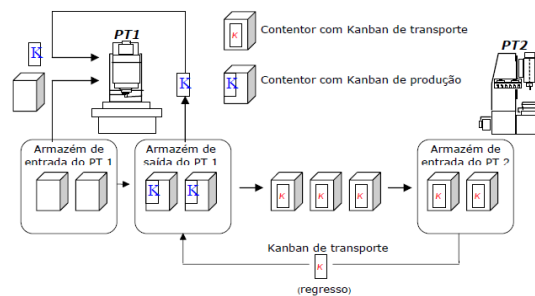 PT1
Contentor com Kanban de transporte
K
K
PT2
K
K
Contentor com Kanban de produção
K
Armazém de
entrada do PT 1
Armazém de
saída do PT 1
Armazém de
entrada do PT 2
K K
K K K
K K
Kanban de transporte
K
(regresso)